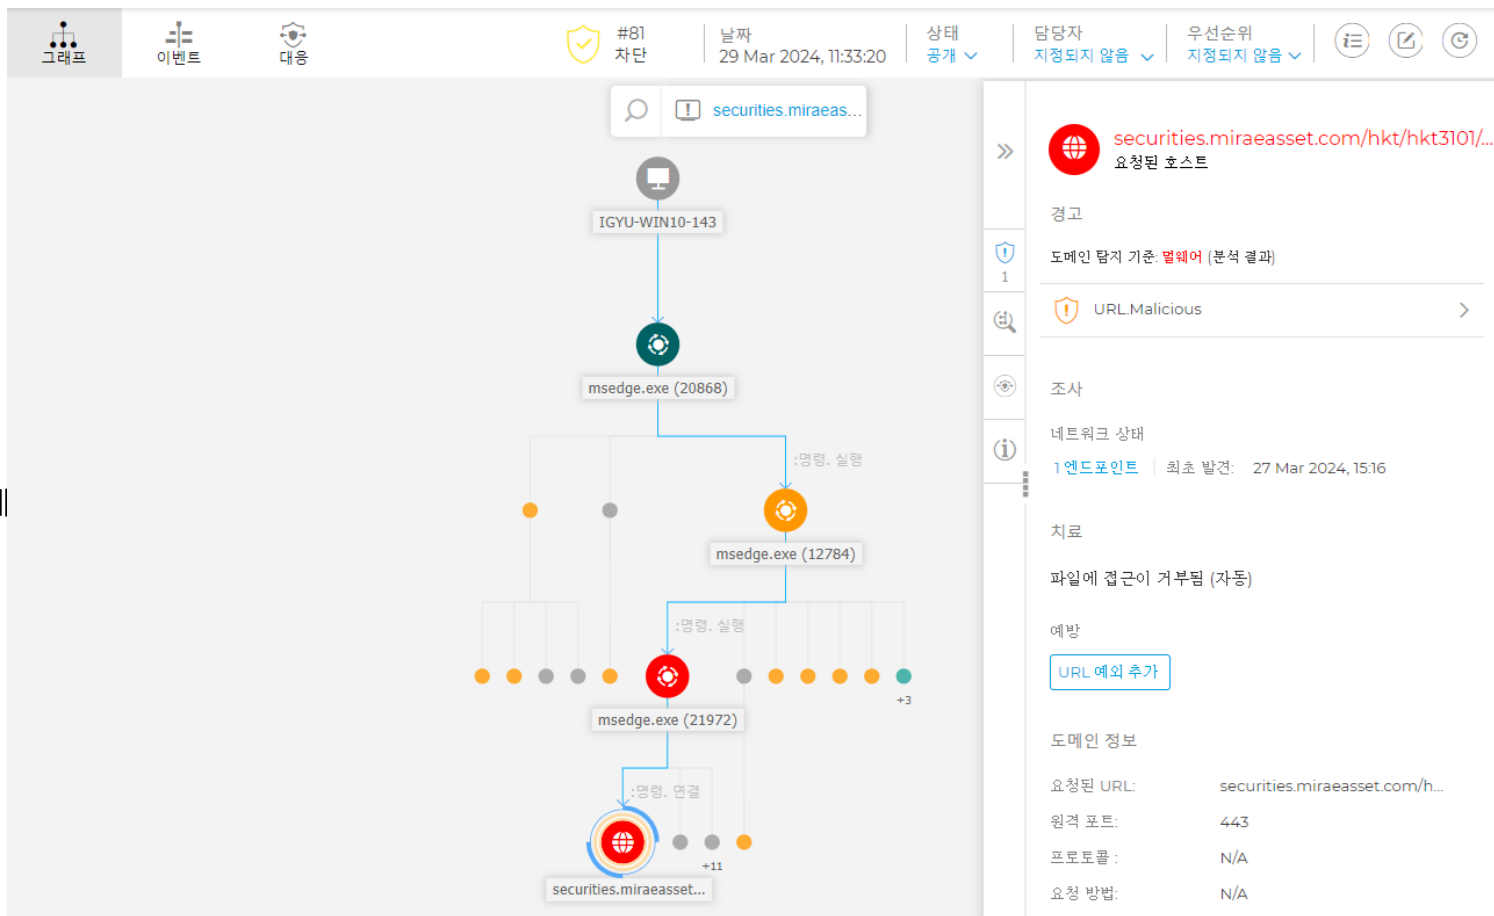 그래프
이벤트
대응
#81
차단
날짜
29 Mar 2024, 11:33:20
상태
공개
담당자
지정되지 않음
우선순위
지정되지 않음
securities.miraeas...
IGYU-WIN10-143
msedge.exe (20868)
:명령. 실행
msedge.exe (12784)
:명령. 실행
+3
msedge.exe (21972)
:명령. 연결
+11
securities.miraeasset...
1
securities.miraeasset.com/hkt/hkt3101/...
요청된 호스트
경고
도메인 탐지 기준: 멀웨어 (분석 결과)
URL.Malicious
조사
네트워크 상태
1 엔드포인트 최초 발견: 27 Mar 2024, 15:16
치료
파일에 접근이 거부됨 (자동)
예방
URL 예외 추가
도메인 정보
요청된 URL: securities.miraeasset.com/h...
원격 포트: 443
프로토콜 : N/A
요청 방법: N/A